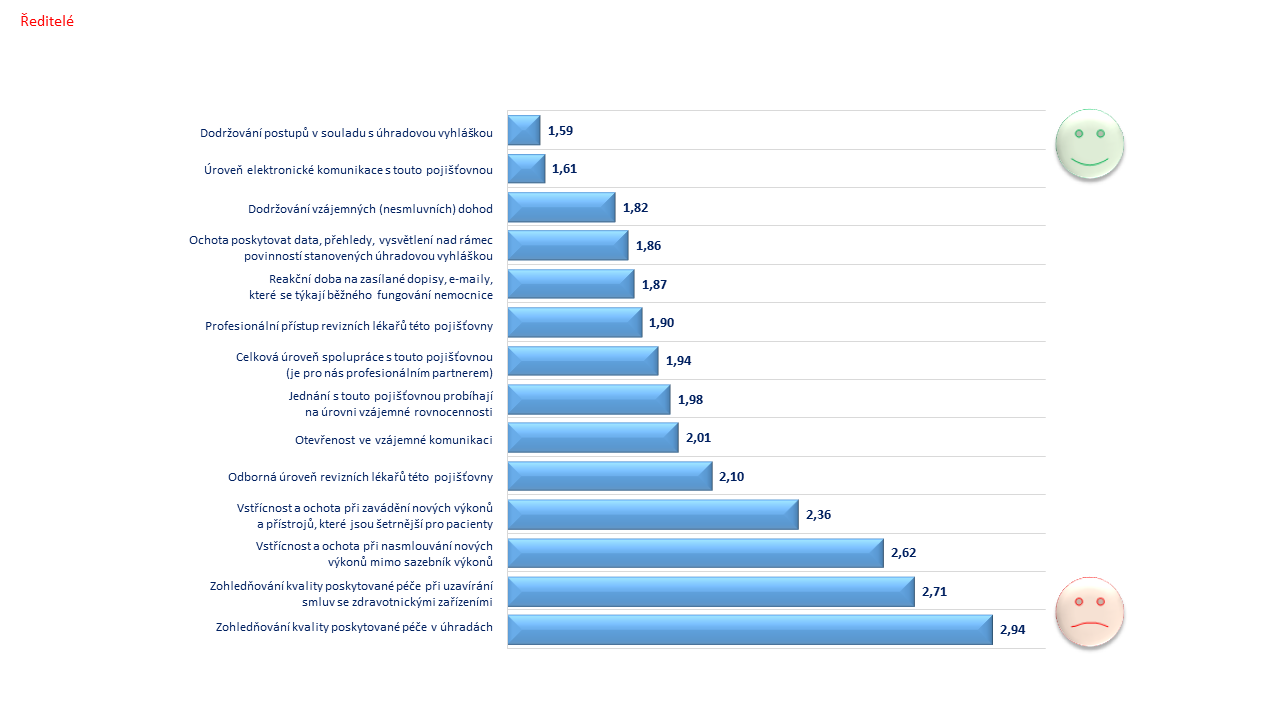 Ředitelé
Dodržování postupů v souladu s úhradovou vyhláškou
1,59
Úroveň elektronické komunikace s touto pojišťovnou
1,61
Dodržování vzájemných (nesmluvních) dohod
1,82
Ochota poskytovat data, přehledy, vysvětlení nad rámec
povinností stanovených úhradovou vyhláškou
1,86
Reakční doba na zasílané dopisy, e-maily,
které se týkají běžného fungování nemocnice
1,87
Profesionální přístup revizních lékařů této pojišťovny
1,90
Celková úroveň spolupráce s touto pojišťovnou
(je pro nás profesionálním partnerem)
1,94
Jednání s touto pojišťovnou probíhají
na úrovni vzájemné rovnocennosti
1,98
Otevřenost ve vzájemné komunikaci
2,01
Odborná úroveň revizních lékařů této pojišťovny
2,10
Vstřícnost a ochota při zavádění nových výkonů
a přístrojů, které jsou šetrnější pro pacienty
2,36
Vstřícnost a ochota při nasmlouvání nových
výkonů mimo sazebník výkonů
2,62
Zohledňování kvality poskytované péče při uzavírání
smluv se zdravotnickými zařízeními
2,71
Zohledňování kvality poskytované péče v úhradách
2,94